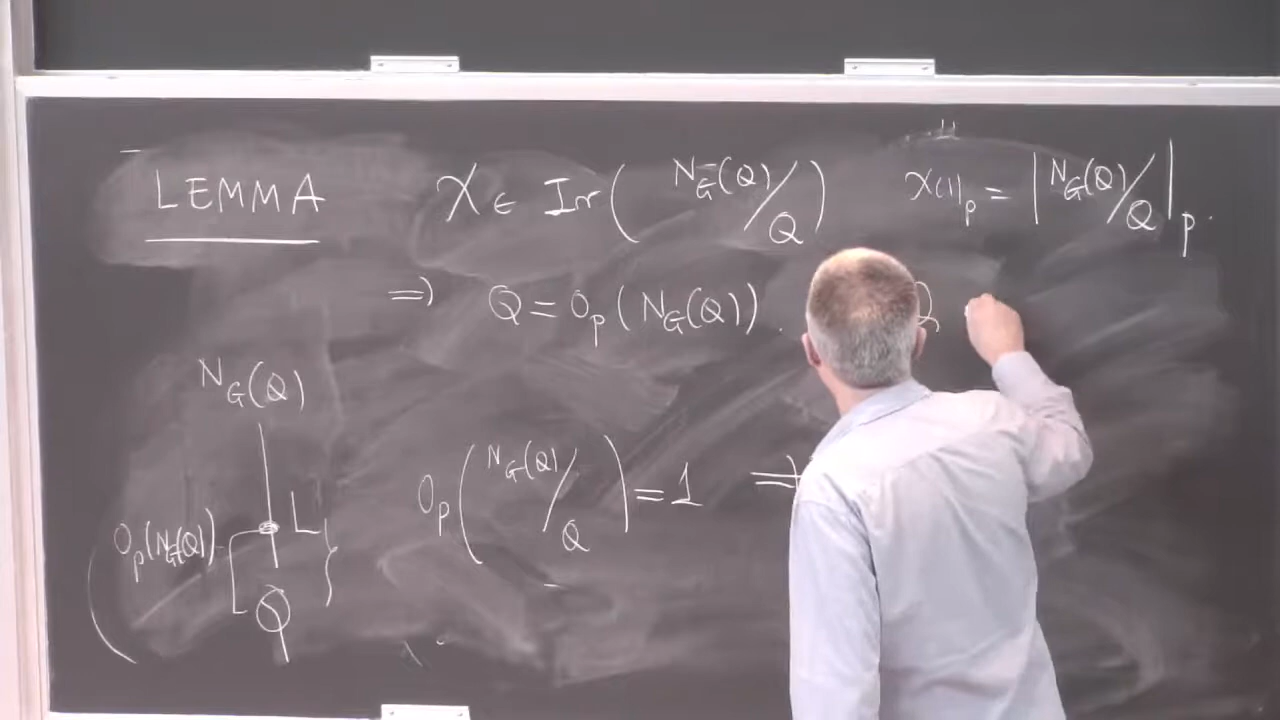 LEMMA χ ∈ Irr( N_G(Q)/Q ) χ(1)_p = |N_G(Q)/Q|_p.
⇒ Q = O_p(N_G(Q)). Q
N_G(Q)
O_p(N_G(Q)/Q) = 1 ⇒
O_p(N_G(Q)) L
Q